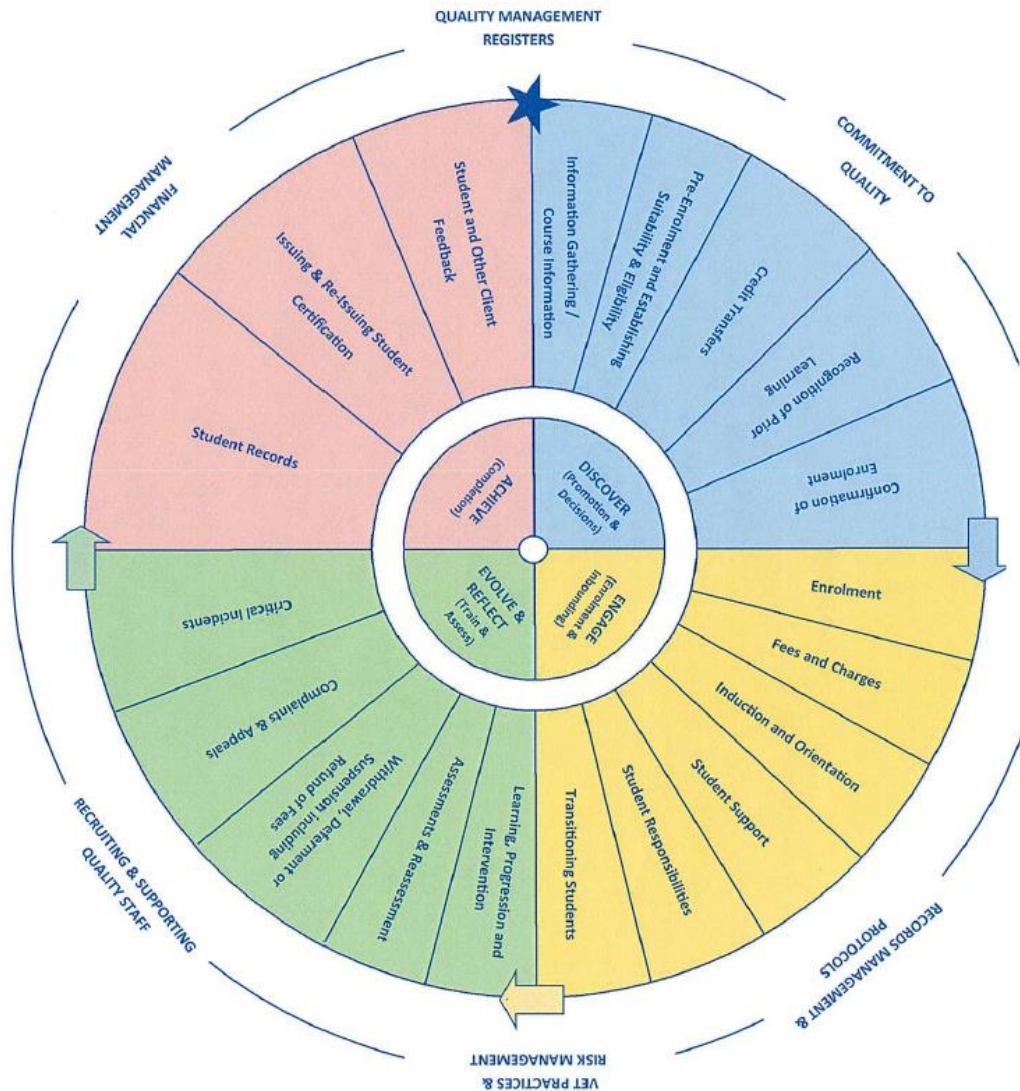 QUALITY MANAGEMENT
REGISTERS
COMMITMENT TO
QUALITY
RECORDS MANAGEMENT &
PROTOCOLS
VET PRACTICES &
RISK MANAGEMENT
RECRUITING & SUPPORTING
QUALITY STAFF
FINANCIAL
MANAGEMENT
Information Gathering /
Course Information
Pre-Enrolment and Establishing
Suitability & Eligibility
Credit Transfers
Recognition of Prior
Learning
Confirmation of
Enrolment
Enrolment
Fees and Charges
Induction and Orientation
Student Support
Student Responsibilities
Transitioning Students
Learning, Progression and
Intervention
Assessments & Reassessment
Withdrawal, Deferment or
Suspension including
Refund of Fees
Complaints & Appeals
Critical Incidents
Student Records
Issuing & Re-Issuing Student
Certification
Student and Other Client
Feedback
DISCOVER
(Promotion &
Decisions)
ENGAGE
(Enrolment &
Inbounding)
EVOLVE &
REFLECT
(Train &
Assess)
ACHIEVE
(Completion)